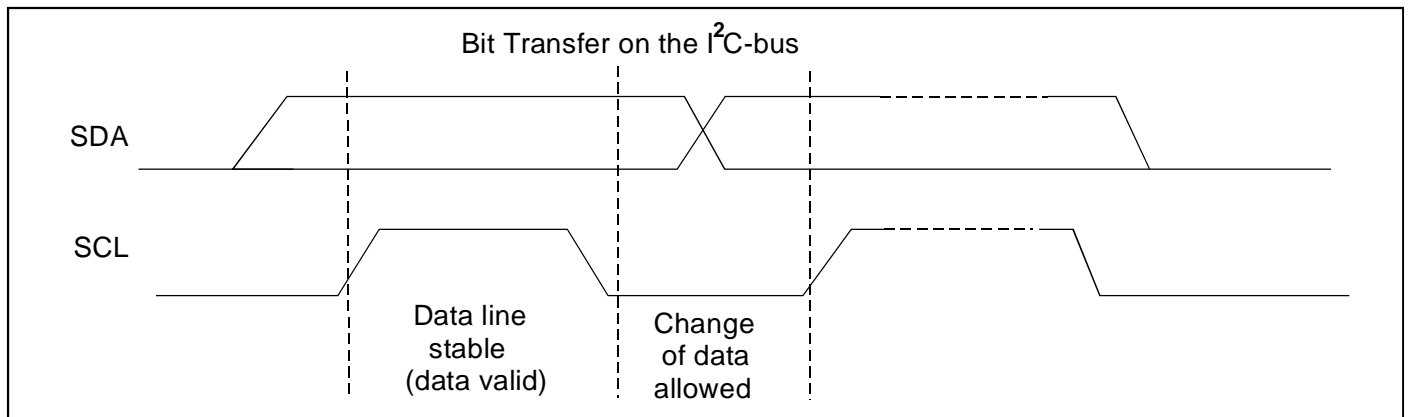 Bit Transfer on the I²C-bus
SDA
SCL
Data line
stable
(data valid)
Change
of data
allowed